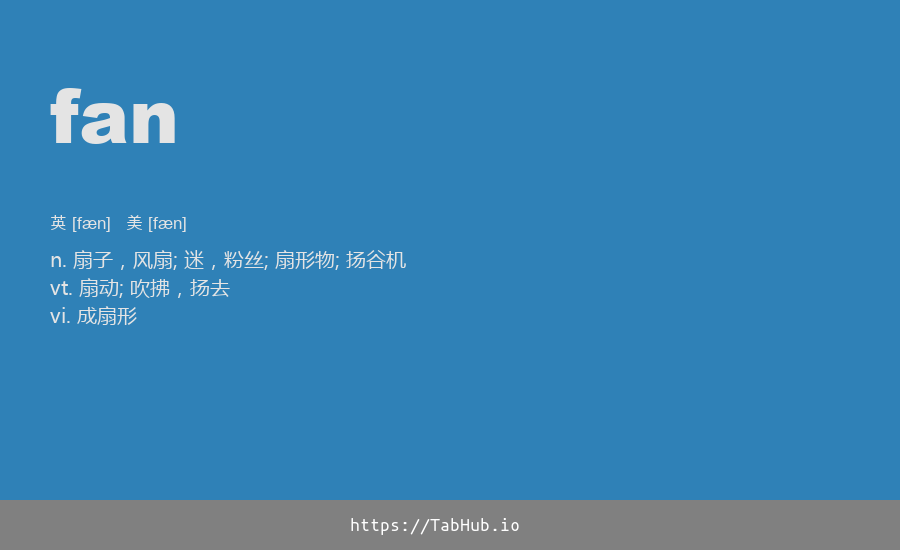 fan
英 [fæn] 美 [fæn]
n. 扇子，风扇; 迷，粉丝; 扇形物; 扬谷机
vt. 扇动; 吹拂，扬去
vi. 成扇形
https://TabHub.io